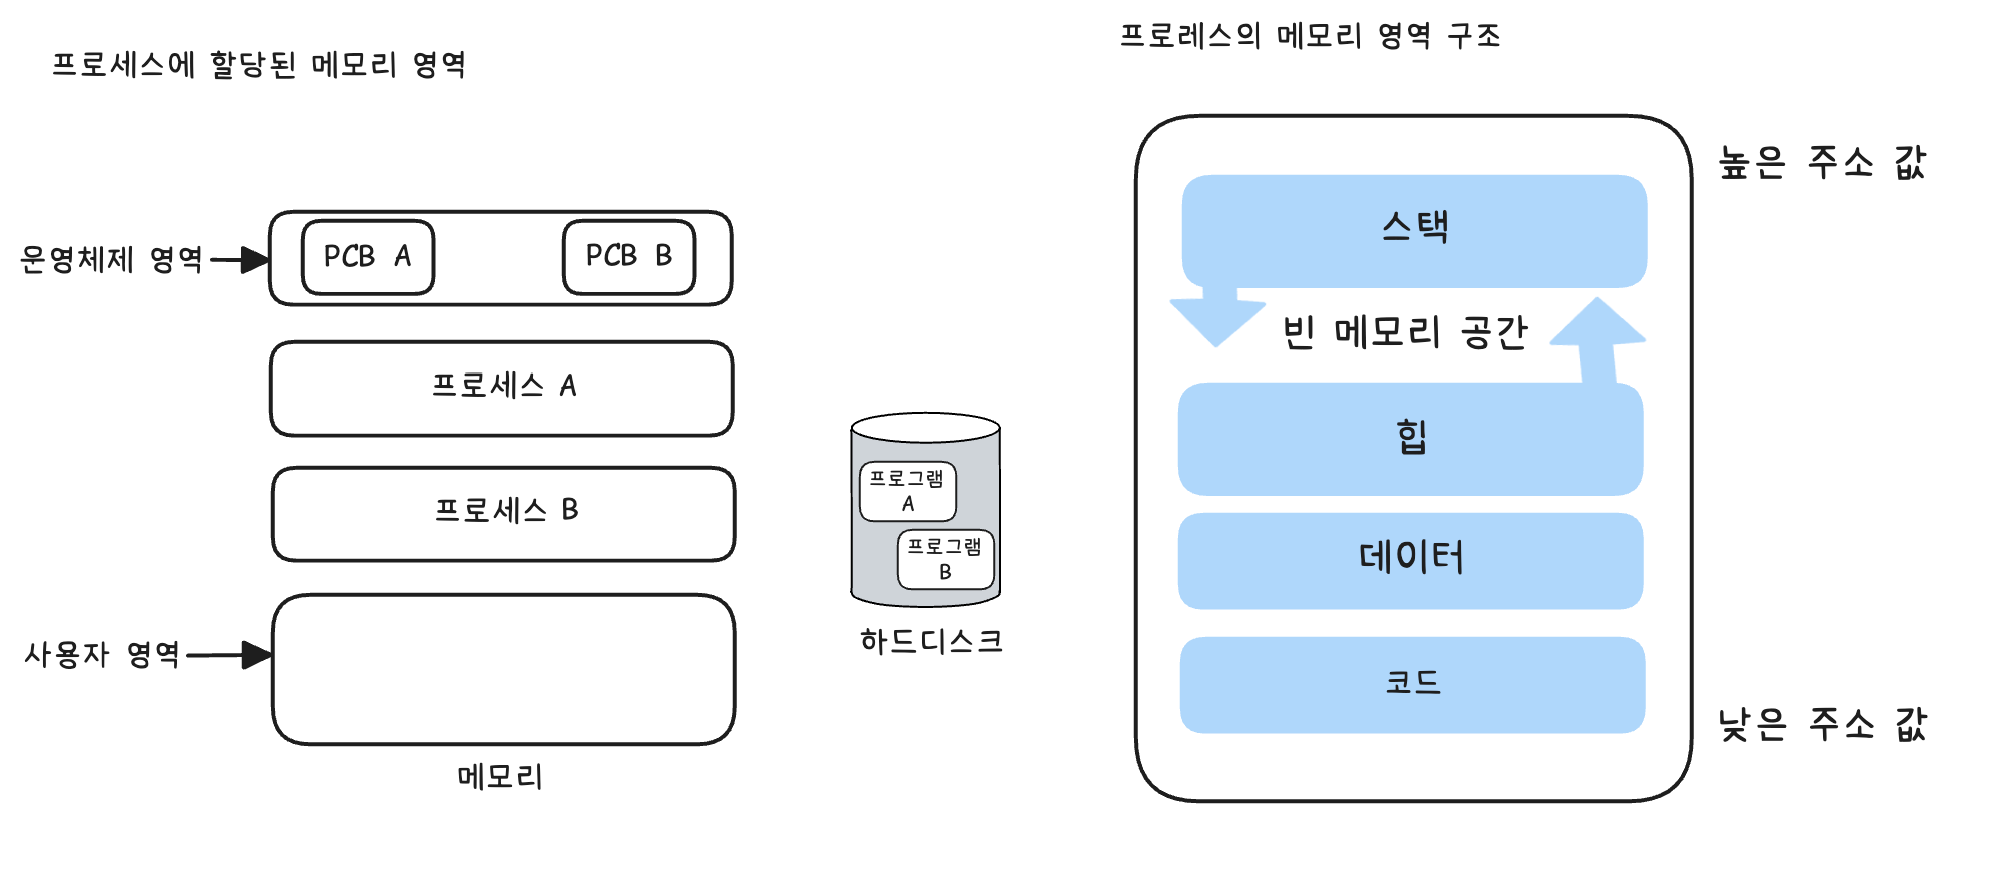 프로세스에 할당된 메모리 영역
운영체제 영역
PCB A
PCB B
프로세스 A
프로세스 B
사용자 영역
메모리
프로그램
A
프로그램
B
하드디스크
프로레스의 메모리 영역 구조
높은 주소 값
스택
빈 메모리 공간
힙
데이터
코드
낮은 주소 값